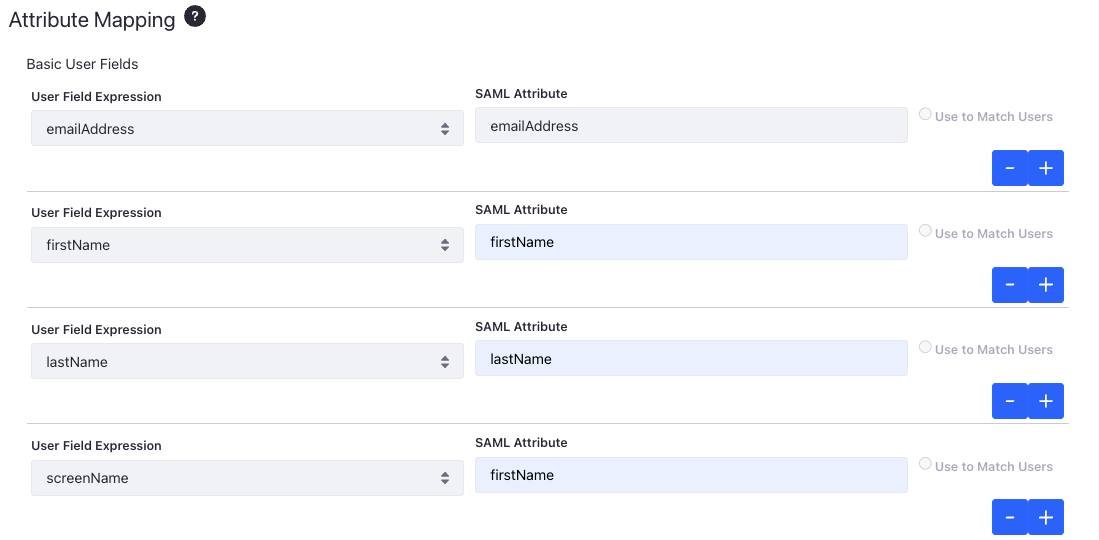 Attribute Mapping ?
Basic User Fields
User Field Expression SAML Attribute
emailAddress emailAddress Use to Match Users
- +
User Field Expression SAML Attribute
firstName firstName Use to Match Users
- +
User Field Expression SAML Attribute
lastName lastName Use to Match Users
- +
User Field Expression SAML Attribute
screenName firstName Use to Match Users
- +